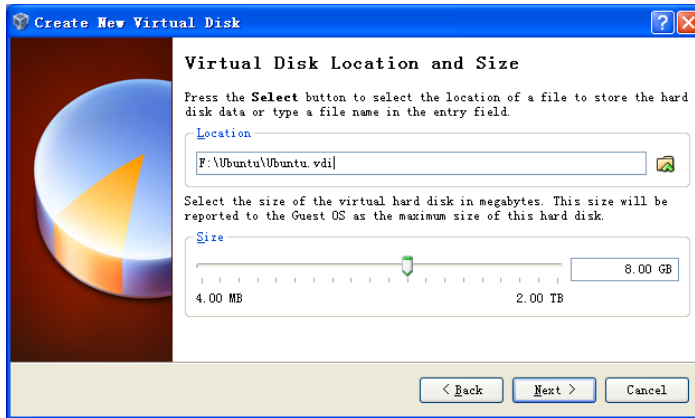 Create New Virtual Disk
Virtual Disk Location and Size
Press the Select button to select the location of a file to store the hard
disk data or type a file name in the entry field.
Location
F:\Ubuntu\Ubuntu.vdi
Select the size of the virtual hard disk in megabytes. This size will be
reported to the Guest OS as the maximum size of this hard disk.
Size
8.00 GB
4.00 MB 2.00 TB
< Back Next > Cancel